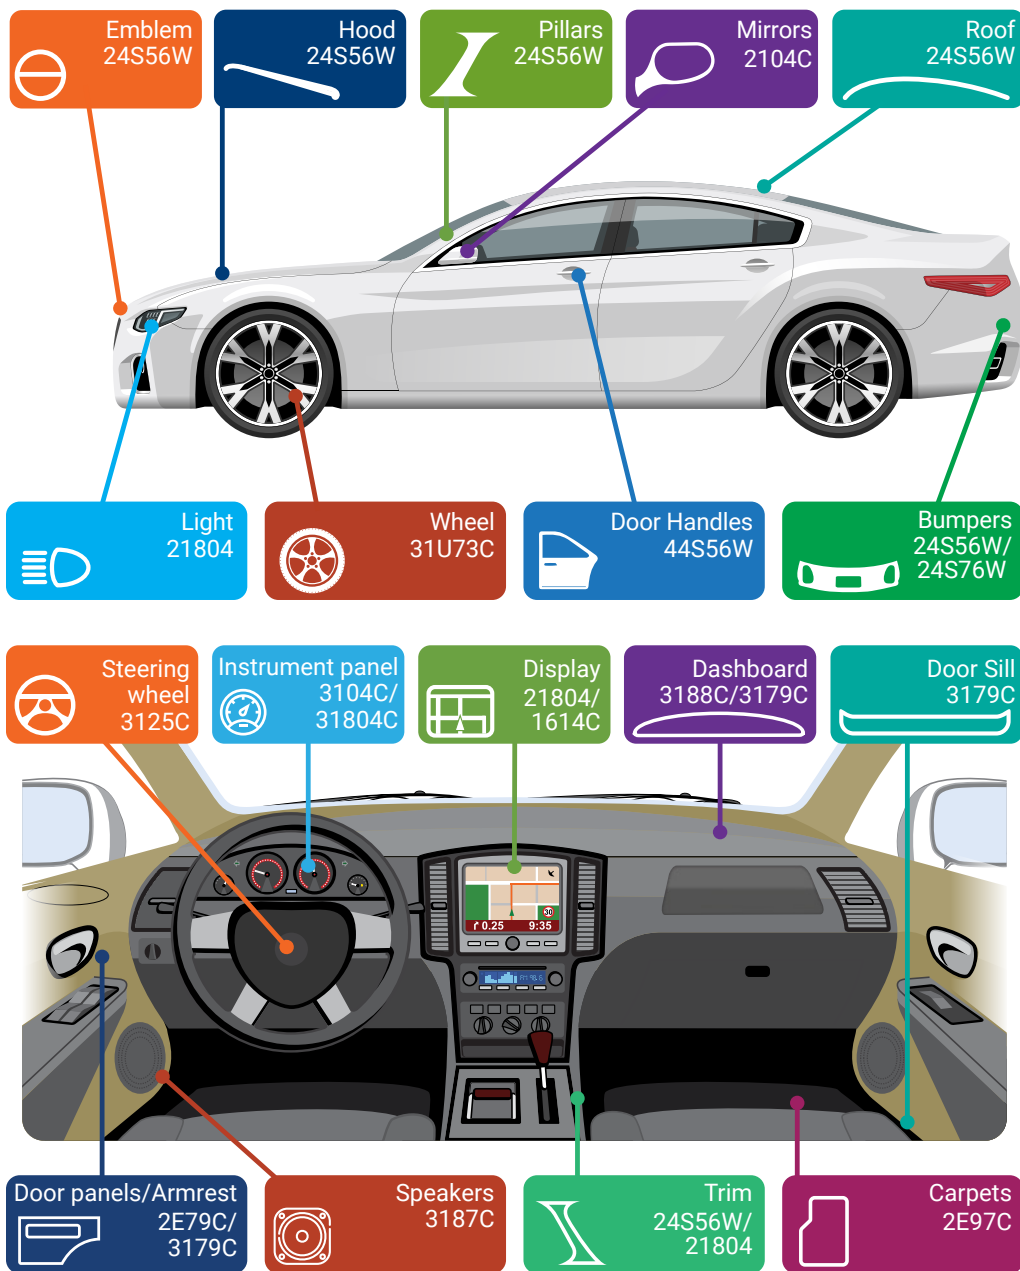 Emblem
24S56W
Hood
24S56W
Pillars
24S56W
Mirrors
2104C
Roof
24S56W
Light
21804
Wheel
31U73C
Door Handles
44S56W
Bumpers
24S56W/
24S76W
Steering
wheel
3125C
Instrument panel
3104C/
31804C
Display
21804/
1614C
Dashboard
3188C/3179C
Door Sill
3179C
30
0.25 9:35
Door panels/Armrest
2E79C/
3179C
Speakers
3187C
Trim
24S56W/
21804
Carpets
2E97C